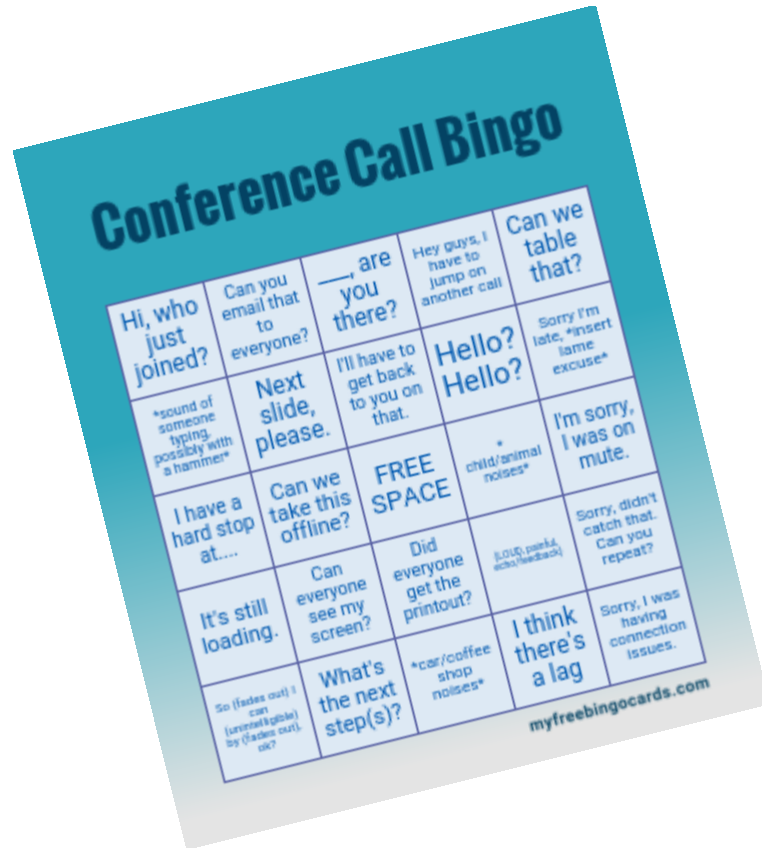 Conference Call Bingo
Hi, who
just
joined?
Can you
email that
to
everyone?
___, are
you
there?
Hey guys, I
have to
jump on
another call
Can we
table
that?
*sound of
someone
typing,
possibly with
a hammer*
Next
slide,
please.
I'll have to
get back
to you on
that.
Hello?
Hello?
Sorry I'm
late, *insert
lame
excuse*
I have a
hard stop
at....
Can we
take this
offline?
FREE
SPACE
*
child/animal
noises*
I'm sorry,
I was on
mute.
It's still
loading.
Can
everyone
see my
screen?
Did
everyone
get the
printout?
(LOUD, painful,
echo/feedback)
Sorry, didn't
catch that.
Can you
repeat?
So (fades out) I
can
(unintelligible)
by (fades out),
ok?
What's
the next
step(s)?
*car/coffee
shop
noises*
I think
there's
a lag
Sorry, I was
having
connection
issues.
myfreebingocards.com